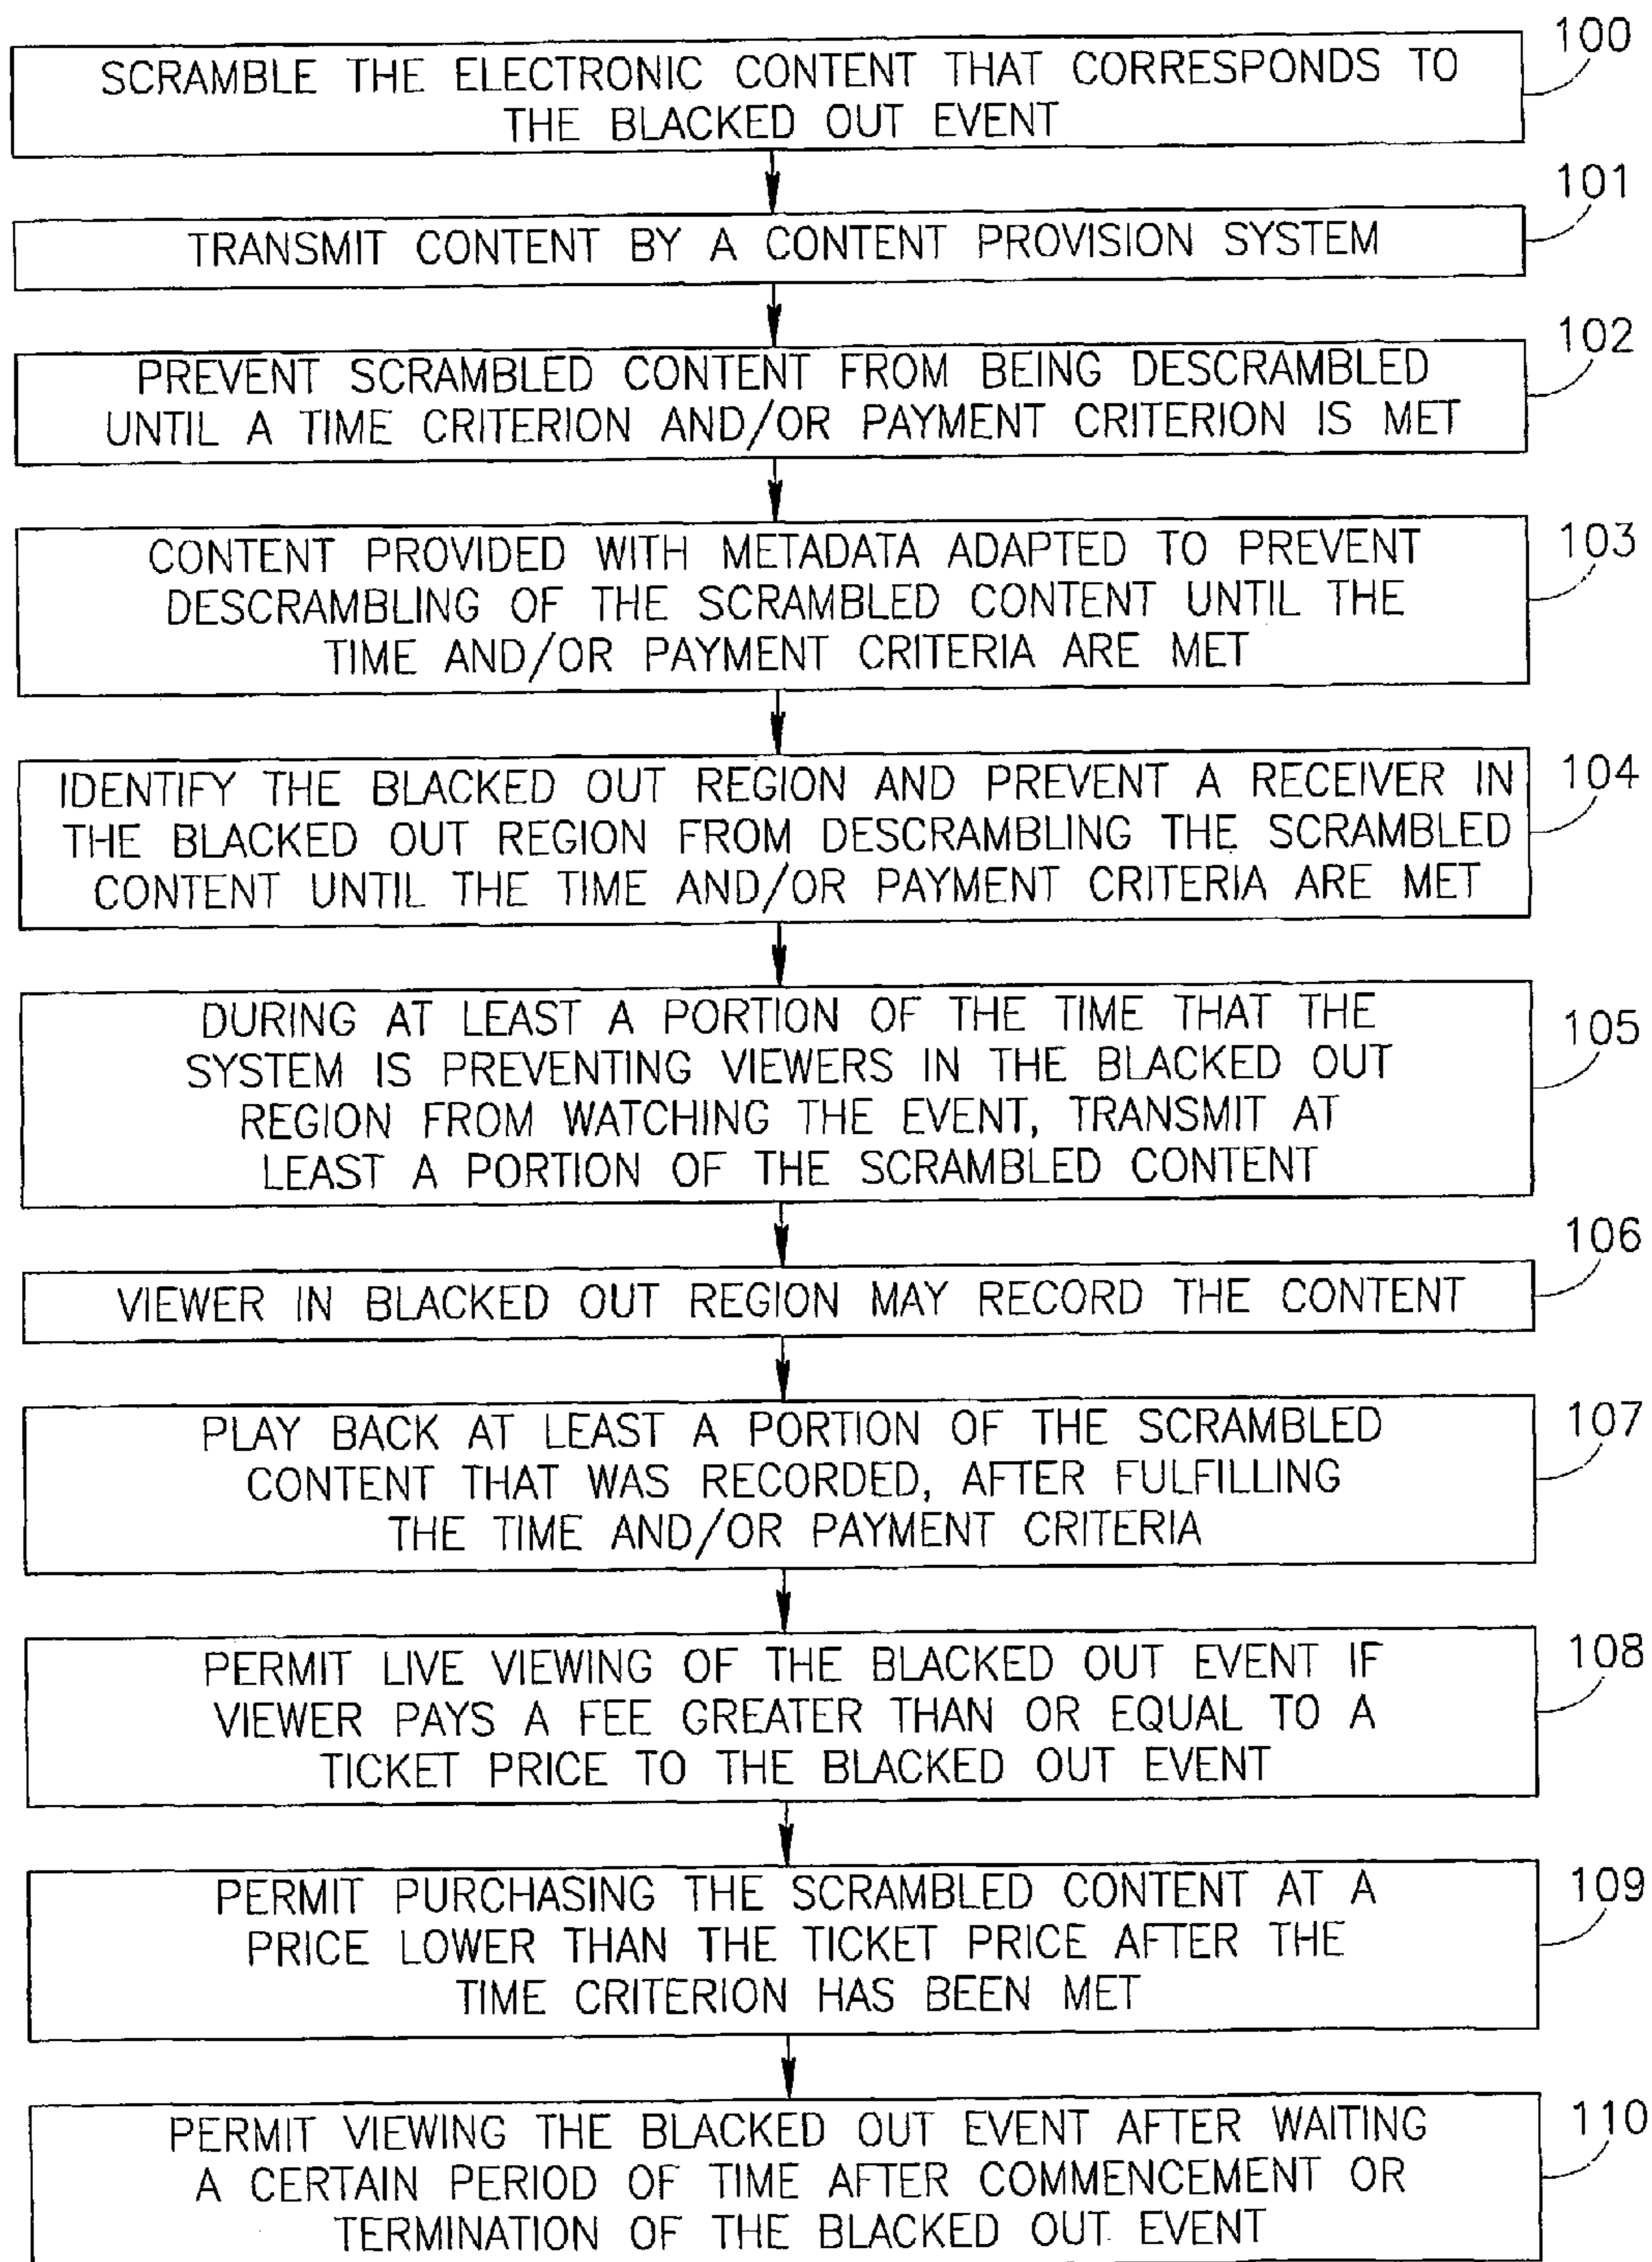 100
SCRAMBLE THE ELECTRONIC CONTENT THAT CORRESPONDS TO
THE BLACKED OUT EVENT
101
TRANSMIT CONTENT BY A CONTENT PROVISION SYSTEM
102
PREVENT SCRAMBLED CONTENT FROM BEING DESCRAMBLED
UNTIL A TIME CRITERION AND/OR PAYMENT CRITERION IS MET
103
CONTENT PROVIDED WITH METADATA ADAPTED TO PREVENT
DESCRAMBLING OF THE SCRAMBLED CONTENT UNTIL THE
TIME AND/OR PAYMENT CRITERIA ARE MET
104
IDENTIFY THE BLACKED OUT REGION AND PREVENT A RECEIVER IN
THE BLACKED OUT REGION FROM DESCRAMBLING THE SCRAMBLED
CONTENT UNTIL THE TIME AND/OR PAYMENT CRITERIA ARE MET
105
DURING AT LEAST A PORTION OF THE TIME THAT THE
SYSTEM IS PREVENTING VIEWERS IN THE BLACKED OUT
REGION FROM WATCHING THE EVENT, TRANSMIT AT
LEAST A PORTION OF THE SCRAMBLED CONTENT
106
VIEWER IN BLACKED OUT REGION MAY RECORD THE CONTENT
107
PLAY BACK AT LEAST A PORTION OF THE SCRAMBLED
CONTENT THAT WAS RECORDED, AFTER FULFILLING
THE TIME AND/OR PAYMENT CRITERIA
108
PERMIT LIVE VIEWING OF THE BLACKED OUT EVENT IF
VIEWER PAYS A FEE GREATER THAN OR EQUAL TO A
TICKET PRICE TO THE BLACKED OUT EVENT
109
PERMIT PURCHASING THE SCRAMBLED CONTENT AT A
PRICE LOWER THAN THE TICKET PRICE AFTER THE
TIME CRITERION HAS BEEN MET
110
PERMIT VIEWING THE BLACKED OUT EVENT AFTER WAITING
A CERTAIN PERIOD OF TIME AFTER COMMENCEMENT OR
TERMINATION OF THE BLACKED OUT EVENT